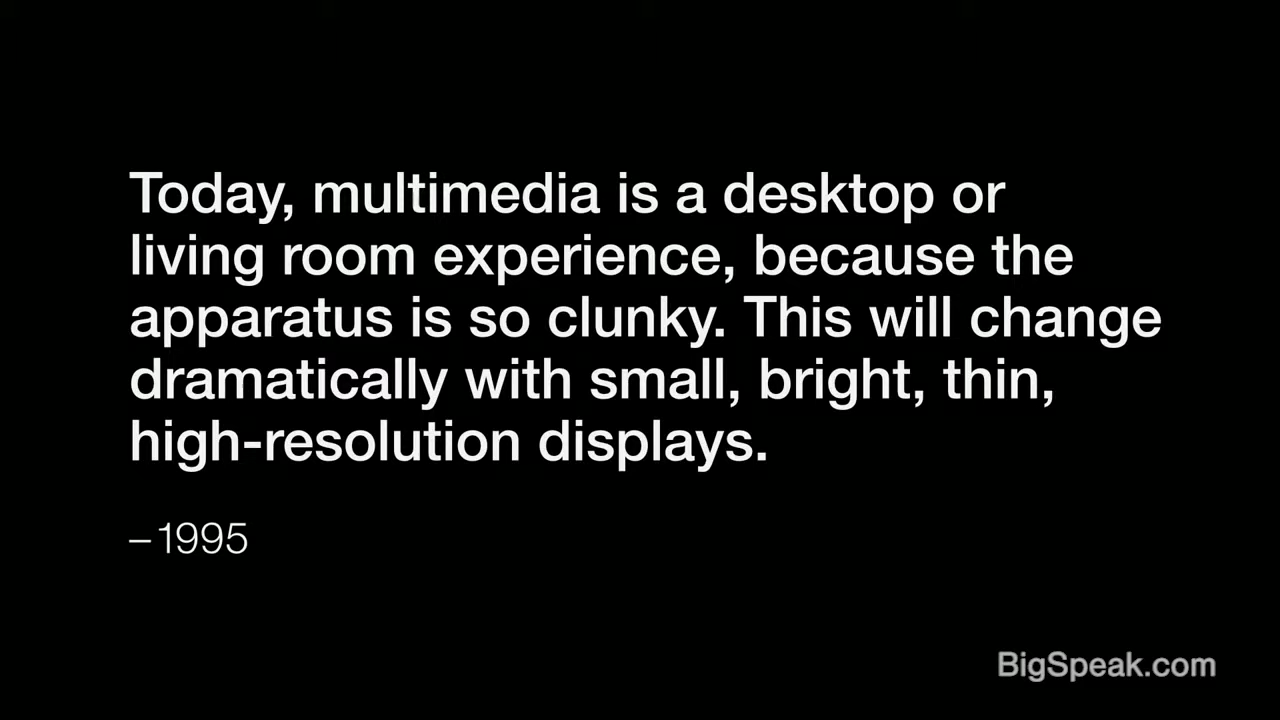 Today, multimedia is a desktop or
living room experience, because the
apparatus is so clunky. This will change
dramatically with small, bright, thin,
high-resolution displays.
–1995
BigSpeak.com